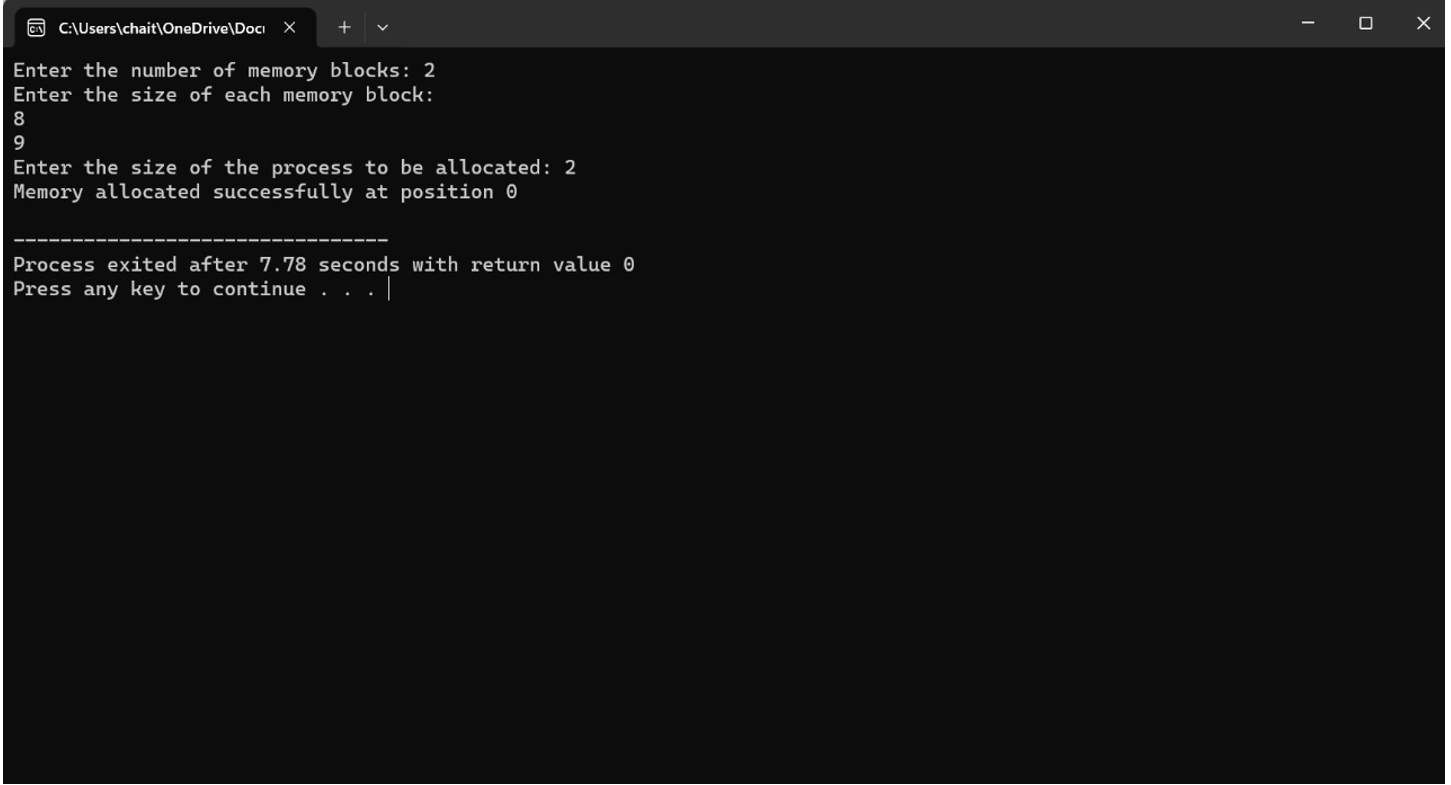 C:\Users\chait\OneDrive\Doc
Enter the number of memory blocks: 2
Enter the size of each memory block:
8
9
Enter the size of the process to be allocated: 2
Memory allocated successfully at position 0
--------------------------------
Process exited after 7.78 seconds with return value 0
Press any key to continue . . .